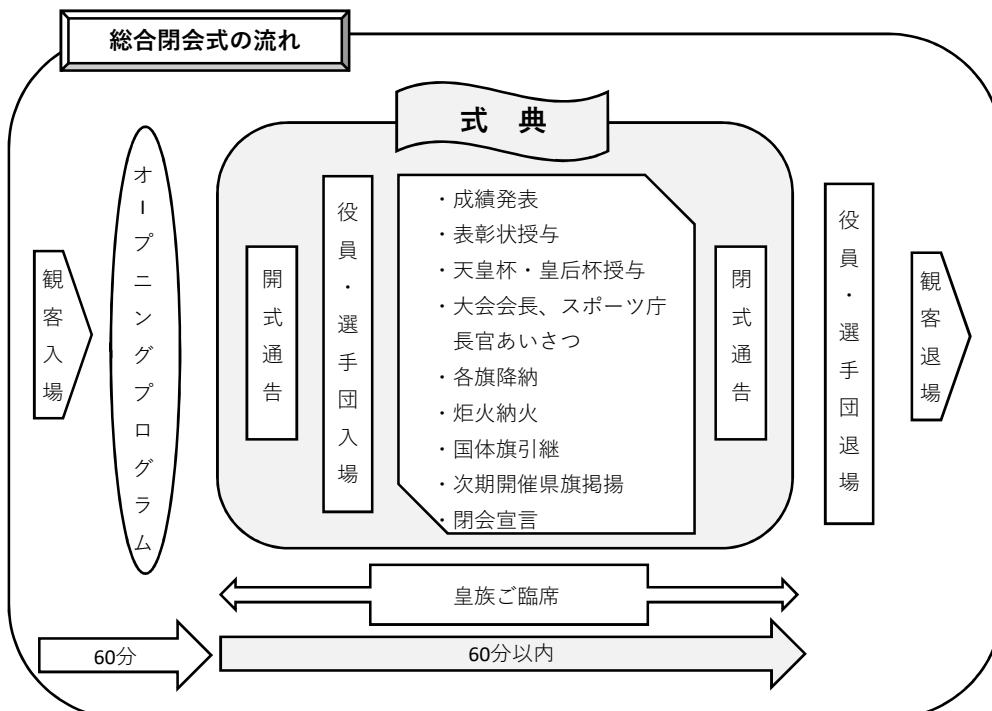 総合閉会式の流れ
式　典
観客入場
オープニングプログラム
開式通告
役員・選手団入場
・成績発表
・表彰状授与
・天皇杯・皇后杯授与
・大会会長、スポーツ庁
長官あいさつ
・各旗降納
・炬火納火
・国体旗引継
・次期開催県旗掲揚
・閉会宣言
閉式通告
役員・選手団退場
観客退場
皇族ご臨席
60分
60分以内